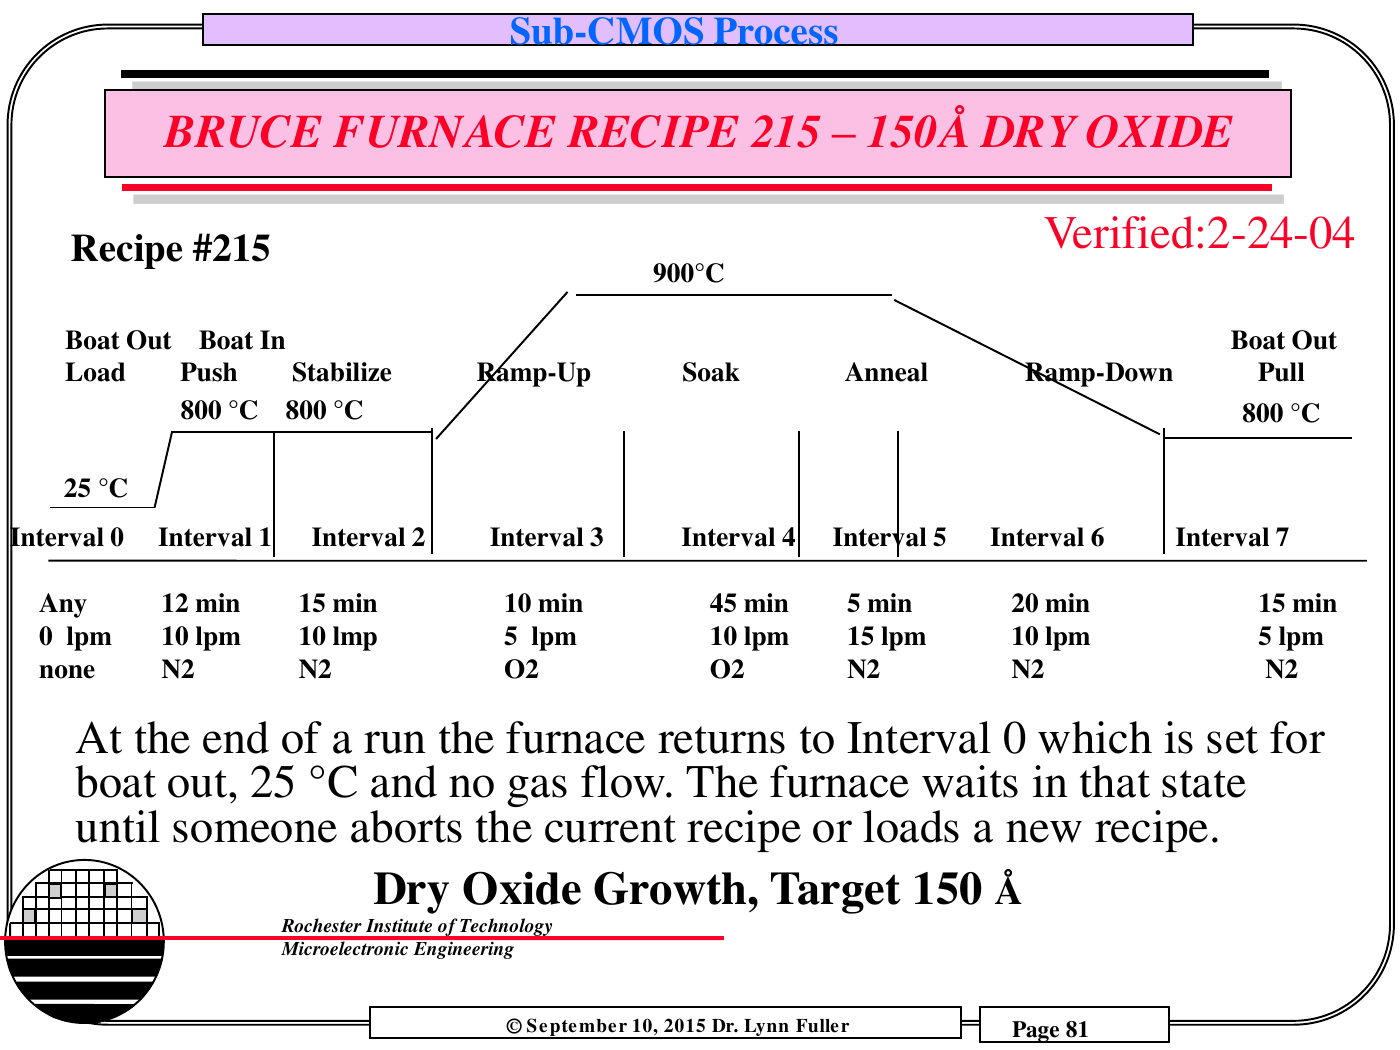 Sub-CMOS Process
BRUCE FURNACE RECIPE 215 – 150Å DRY OXIDE
Verified:2-24-04
Recipe #215
900°C
Boat Out Boat In Boat Out
Load Push Stabilize Ramp-Up Soak Anneal Ramp-Down Pull
800 °C 800 °C 800 °C
25 °C
Interval 0 Interval 1 Interval 2 Interval 3 Interval 4 Interval 5 Interval 6 Interval 7
Any 12 min 15 min 10 min 45 min 5 min 20 min 15 min
0 lpm 10 lpm 10 lmp 5 lpm 10 lpm 15 lpm 10 lpm 5 lpm
none N2 N2 O2 O2 N2 N2 N2
At the end of a run the furnace returns to Interval 0 which is set for
boat out, 25 °C and no gas flow. The furnace waits in that state
until someone aborts the current recipe or loads a new recipe.
Dry Oxide Growth, Target 150 Å
Rochester Institute of Technology
Microelectronic Engineering
© September 10, 2015 Dr. Lynn Fuller
Page 81